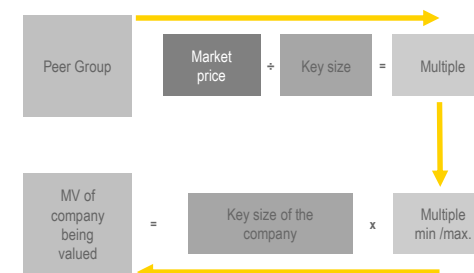 Peer Group
Market
price
÷
Key size
=
Multiple
MV of
company
being
valued
=
Key size of the
company
x
Multiple
min /max.